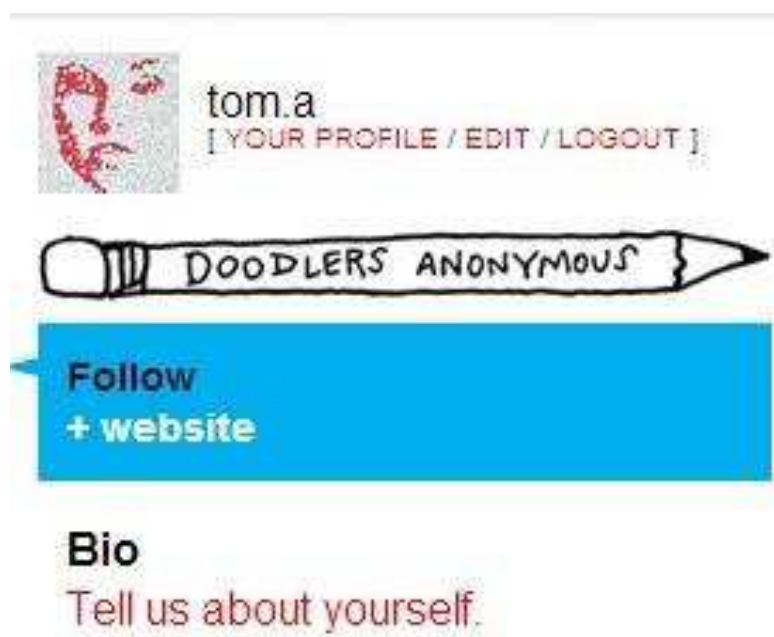 tom.a
[ YOUR PROFILE / EDIT / LOGOUT ]
DOODLERS ANONYMOUS
Follow
+ website
Bio
Tell us about yourself.